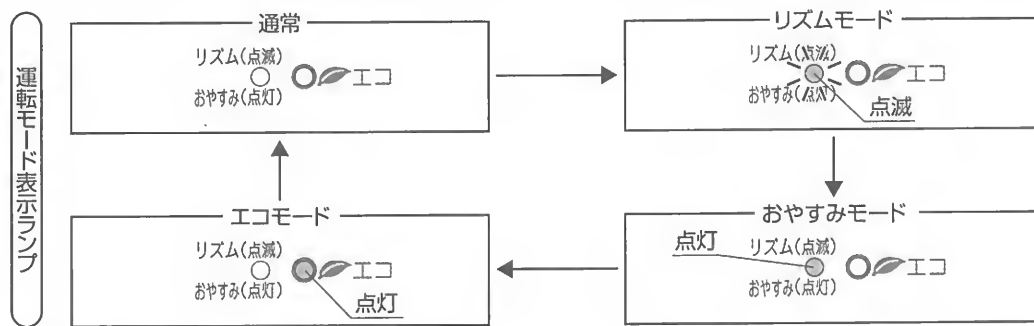 運転モード表示ランプ
通常
リズム(点滅)
エコ
おやすみ(点灯)
リズムモード
リズム(点滅)
エコ
おやすみ(点灯)
点滅
エコモード
リズム(点滅)
エコ
おやすみ(点灯)
点灯
おやすみモード
点灯
リズム(点滅)
エコ
おやすみ(点灯)